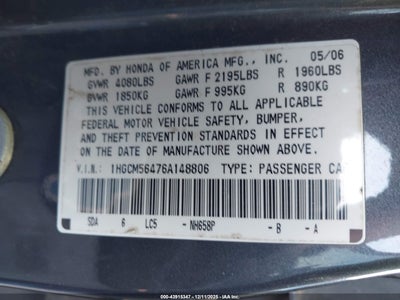 MFD. BY HONDA OF AMERICA MFG., INC. 05/06
GVWR 4080LBS GAWR F 2195LBS R 1960LBS
GVWR 1850KG GAWR F 995KG R 890KG
THIS VEHICLE CONFORMS TO ALL APPLICABLE
FEDERAL MOTOR VEHICLE SAFETY, BUMPER,
AND THEFT PREVENTION STANDARDS IN EFFECT
ON THE DATE OF MANUFACTURE SHOWN ABOVE.
V.I.N.: 1HGCM56476A148806 TYPE: PASSENGER CA
SDA 6 LC5 - NH658P - B - A
000-43915347 - 12/11/2025 - IAA